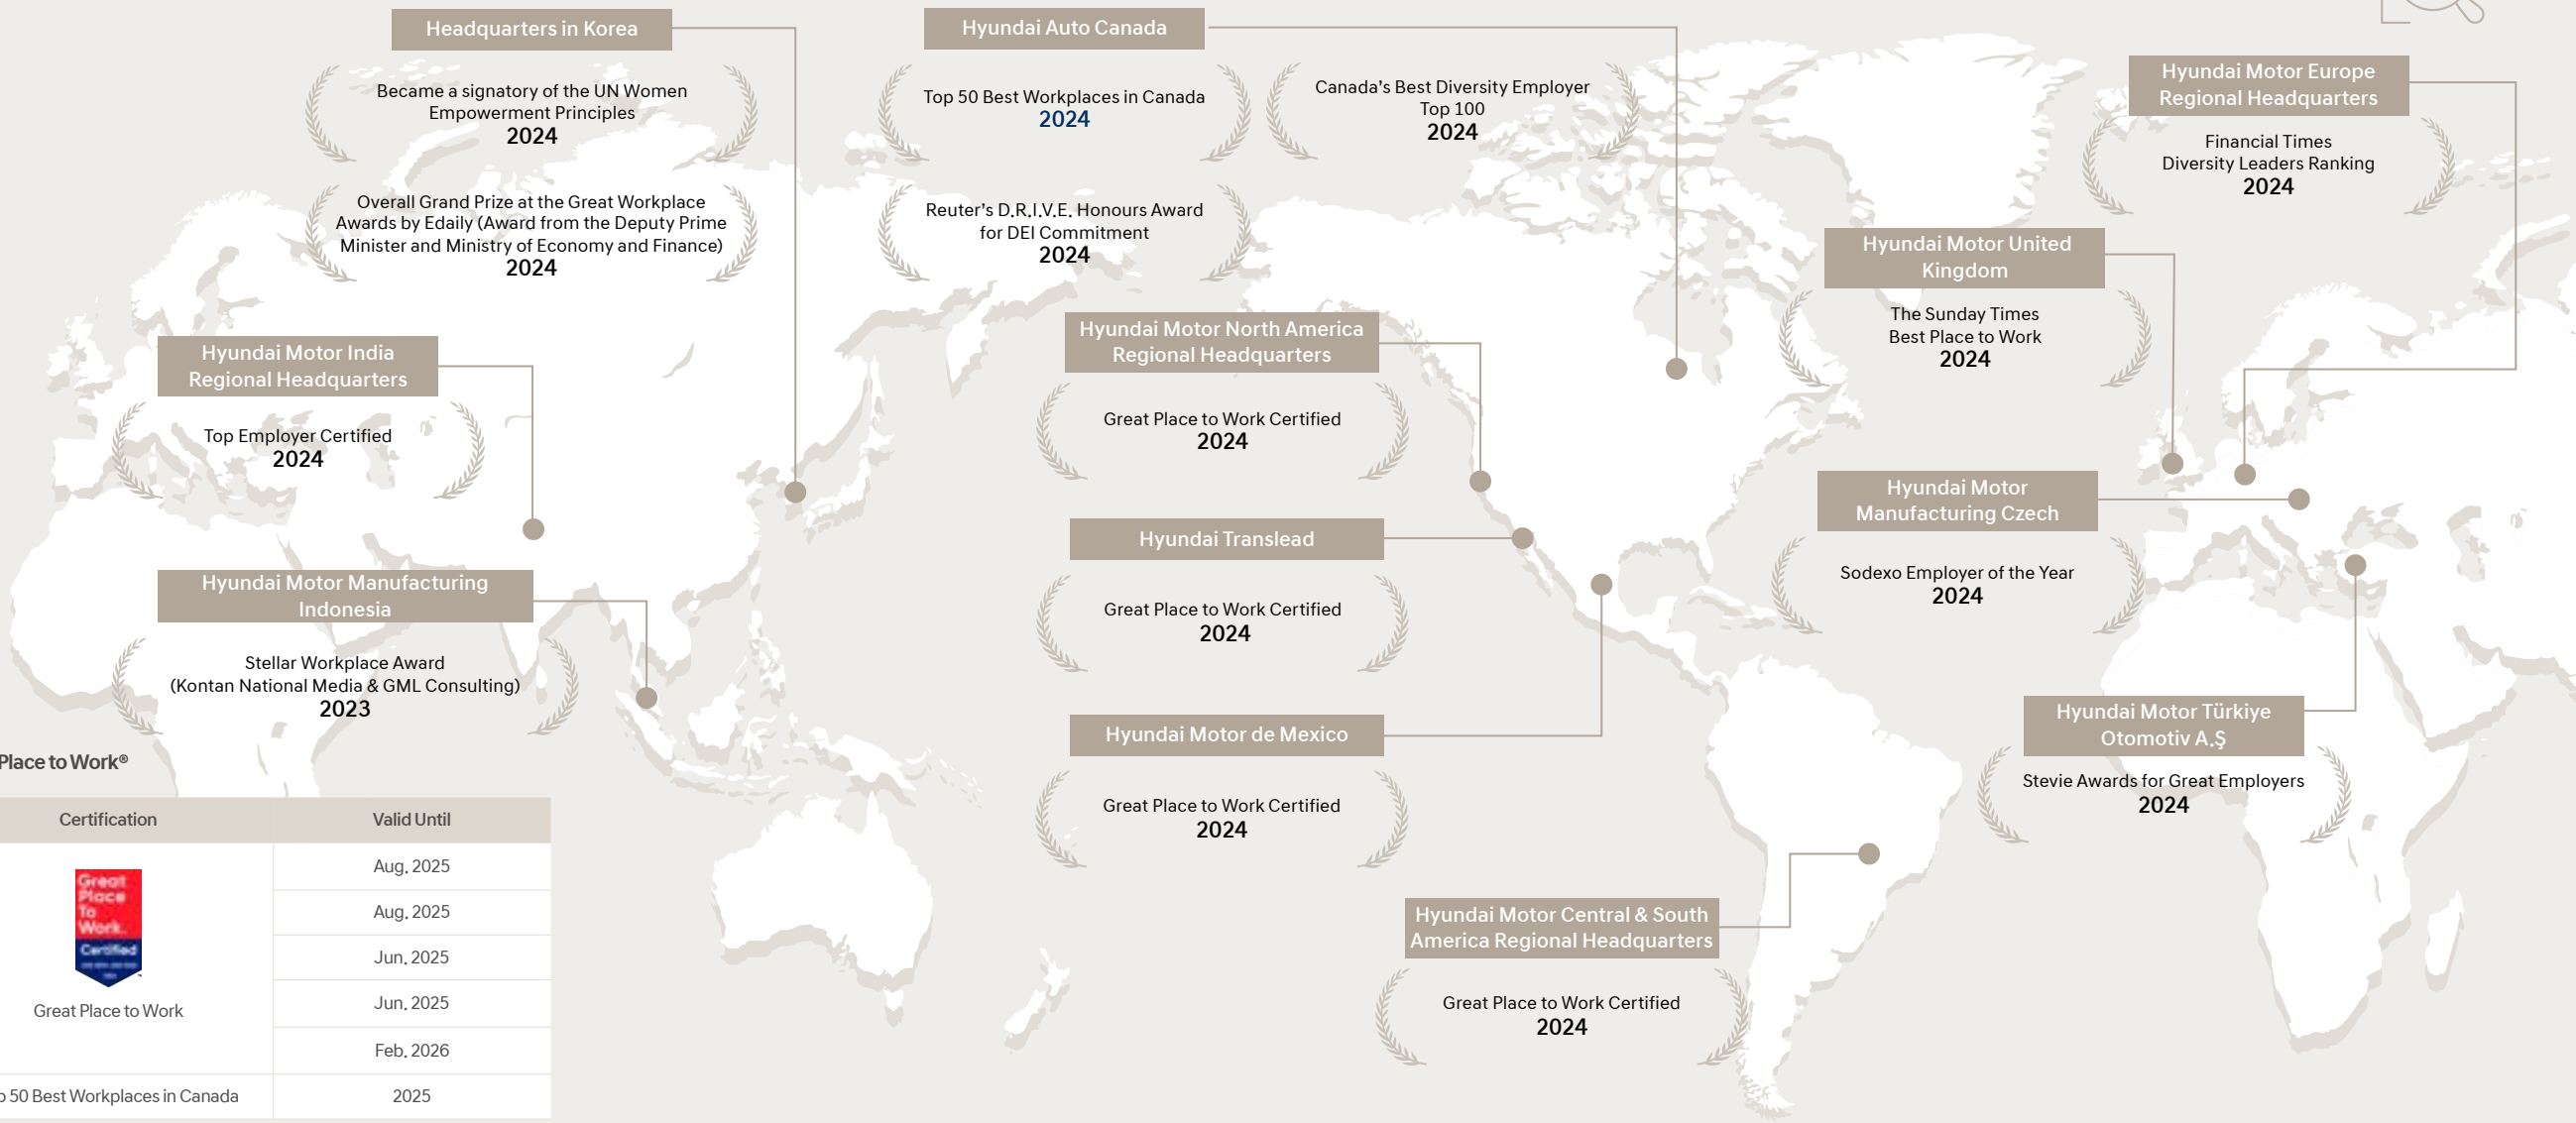 Headquarters in Korea
Became a signatory of the UN Women
Empowerment Principles
2024
Overall Grand Prize at the Great Workplace
Awards by Edaily (Award from the Deputy Prime
Minister and Ministry of Economy and Finance)
2024
Hyundai Auto Canada
Top 50 Best Workplaces in Canada
2024
Canada's Best Diversity Employer
Top 100
2024
Reuter's D.R.I.V.E. Honours Award
for DEI Commitment
2024
Hyundai Motor Europe
Regional Headquarters
Financial Times
Diversity Leaders Ranking
2024
Hyundai Motor United
Kingdom
The Sunday Times
Best Place to Work
2024
Hyundai Motor India
Regional Headquarters
Top Employer Certified
2024
Hyundai Motor North America
Regional Headquarters
Great Place to Work Certified
2024
Hyundai Motor
Manufacturing Czech
Sodexo Employer of the Year
2024
Hyundai Translead
Great Place to Work Certified
2024
Hyundai Motor Manufacturing
Indonesia
Stellar Workplace Award
(Kontan National Media & GML Consulting)
2023
Hyundai Motor de Mexico
Great Place to Work Certified
2024
Hyundai Motor Türkiye
Otomotiv A.Ş
Stevie Awards for Great Employers
2024
Hyundai Motor Central & South
America Regional Headquarters
Great Place to Work Certified
2024
Place to Work®
Certification
Valid Until
Great
Place
To
Work.
Certified
Great Place to Work
Aug. 2025
Aug. 2025
Jun. 2025
Jun. 2025
Feb. 2026
50 Best Workplaces in Canada
2025